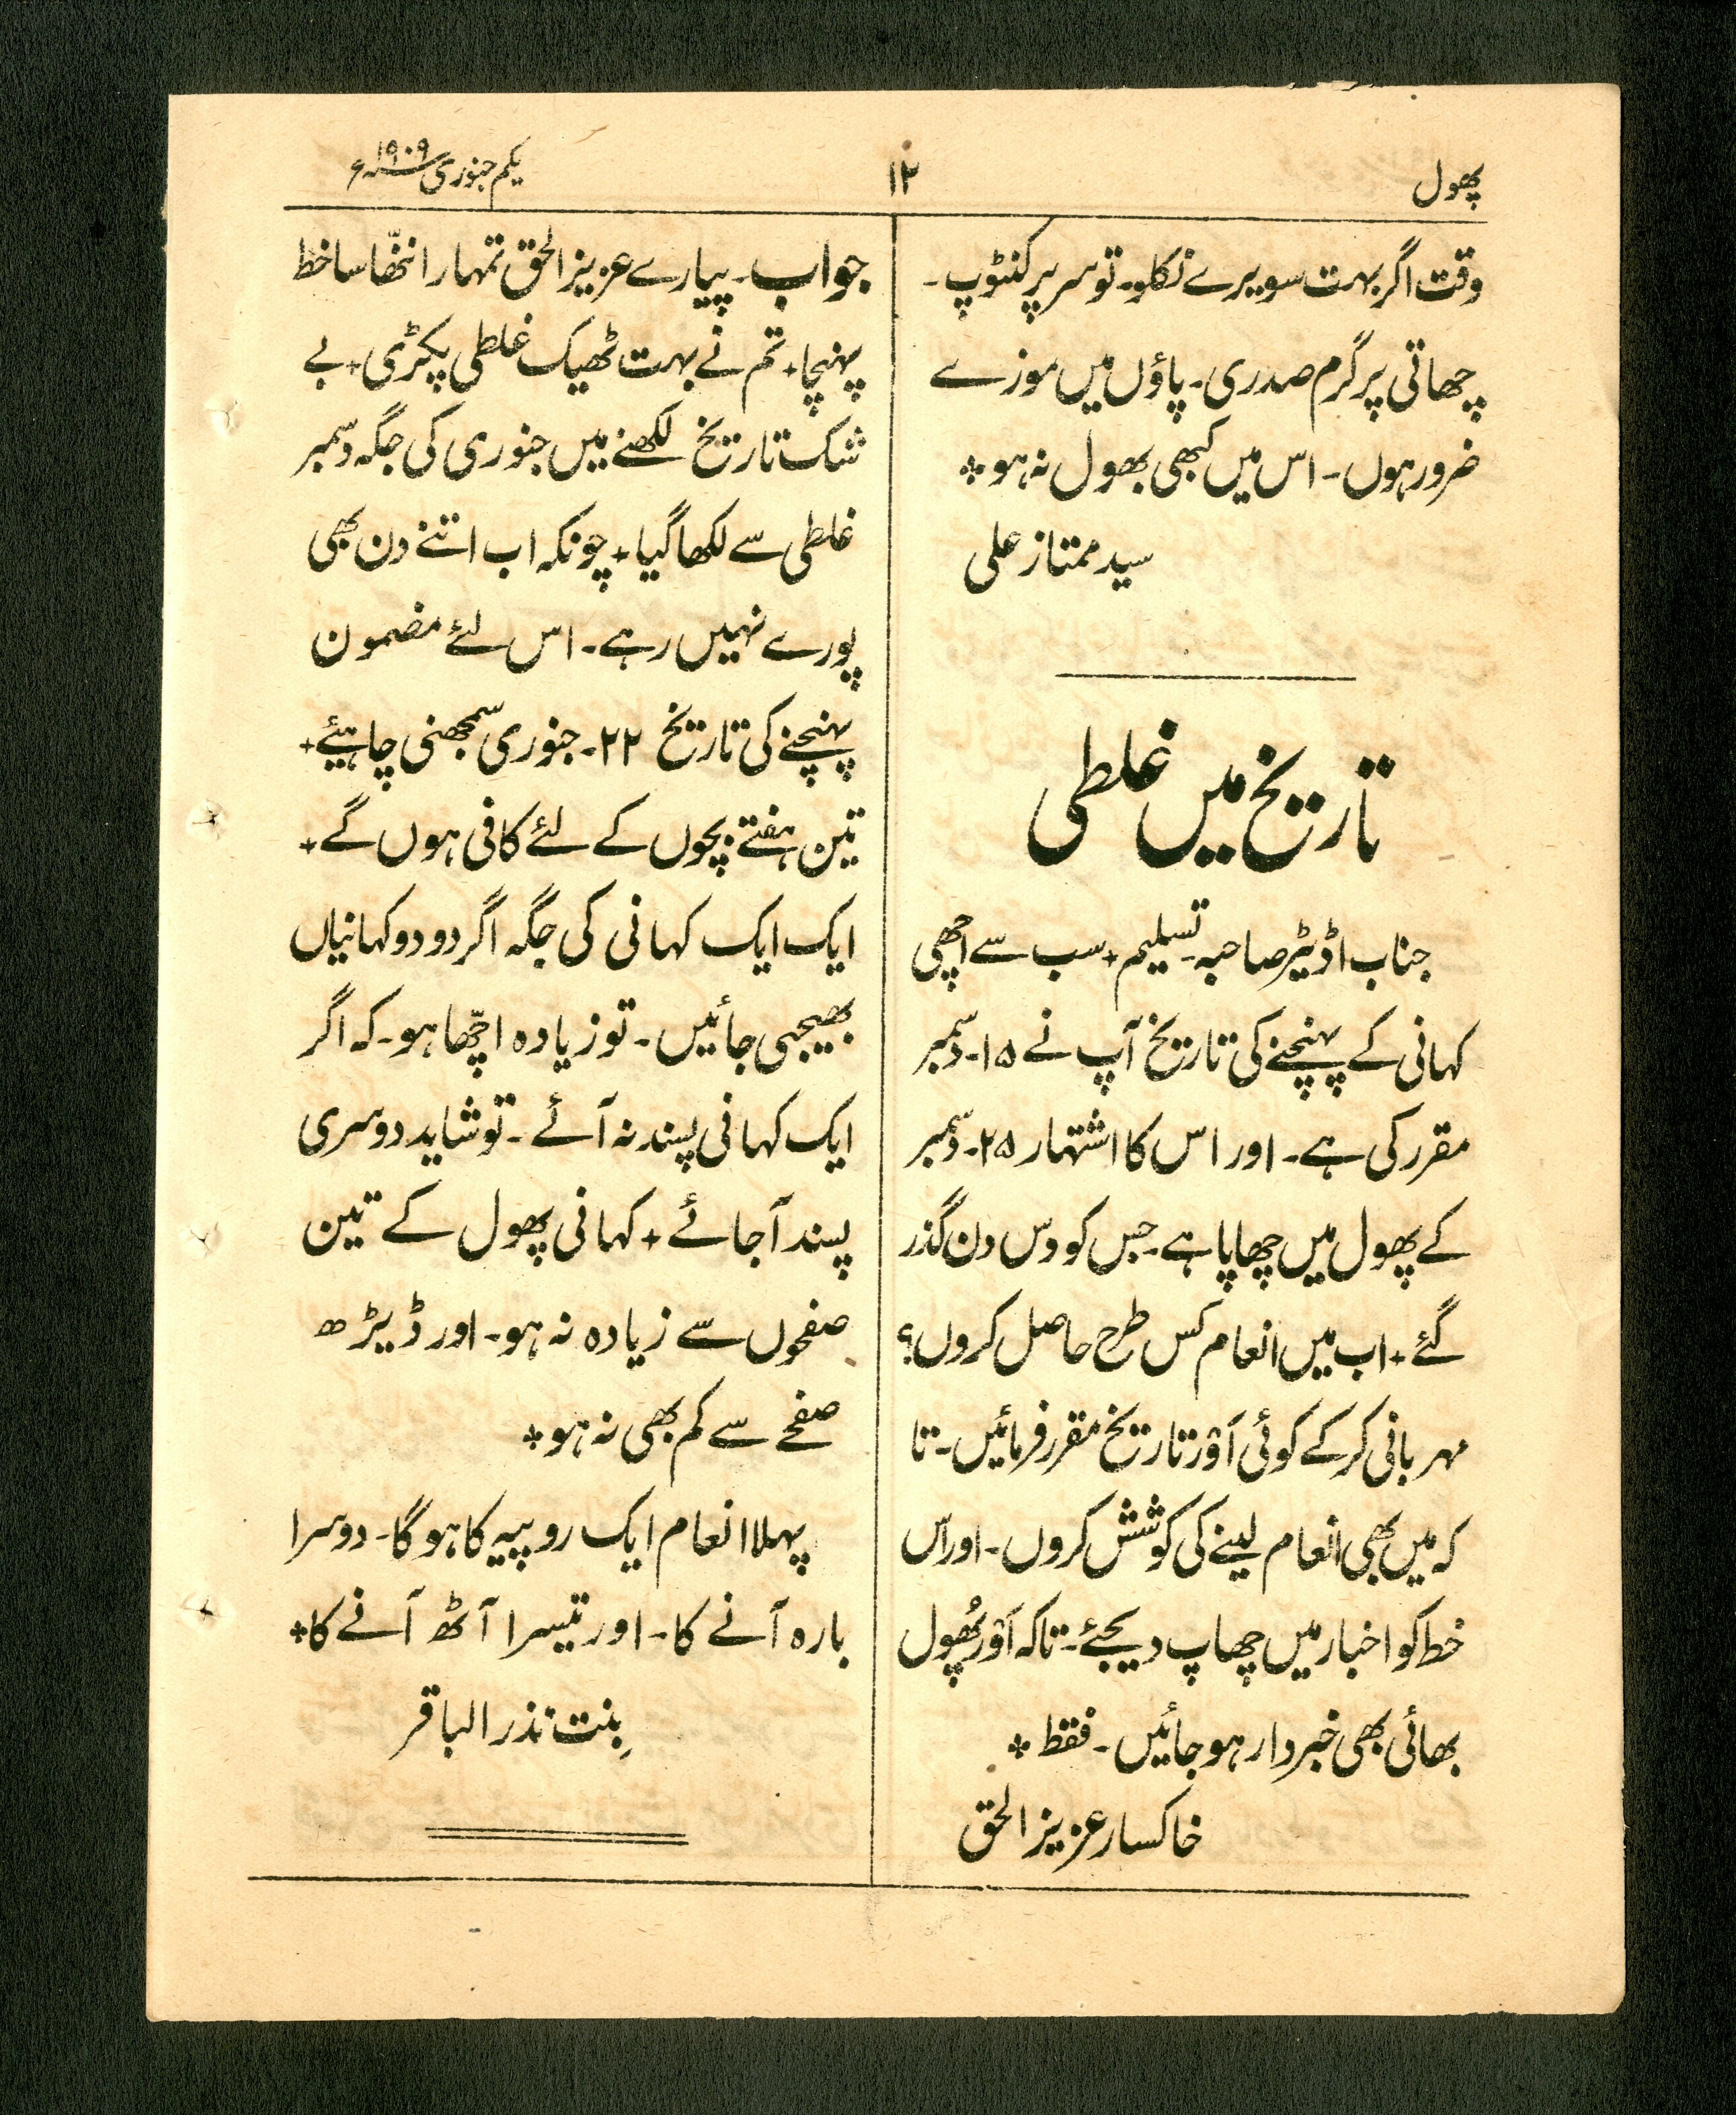 پھول
۱۲
یکم جنوری ۱۹۰۹ء
وقت اگر بہت سویرے نکلو۔ تو سر پر کنٹوپ۔
چھاتی پر گرم صدری۔ پاؤں میں موزے
ضرور ہوں۔ اس میں کبھی بھول نہ ہو ❖
سید ممتاز علی
تاریخ میں غلطی
جناب اڈیٹر صاحبہ۔ تسلیم + سب سے اچھی
کہانی کے پہنچنے کی تاریخ آپ نے ۱۵۔ دسمبر
مقرر کی ہے۔ اور اس کا اشتہار ۲۵۔ دسمبر
کے پھول میں چھاپا ہے۔ جس کو دس دن گذر
گئے + اب میں انعام کس طرح حاصل کروں؟
مہربانی کر کے کوئی اَوْر تاریخ مقرر فرمائیں۔ تا
کہ میں بھی انعام لینے کی کوشش کروں۔ اور اس
خط کو اخبار میں چھاپ دیجئے۔ تاکہ اَوْر پُھول
بھائی بھی خبردار ہو جائیں۔ فقط ❖
خاکسار عزیز الحق
جواب۔ پیارے عزیز الحق تمہارا ننھّا سا خط
پہنچا + تم نے بہت ٹھیک غلطی پکڑی + بے
شک تاریخ لکھنے میں جنوری کی جگہ دسمبر
غلطی سے لکھا گیا + چونکہ اب اتنے دن بھی
پورے نہیں رہے۔ اس لئے مضمون
پہنچنے کی تاریخ ۲۲۔ جنوری سمجھنی چاہیئے +
تین ہفتے بچوں کے لئے کافی ہوں گے +
ایک ایک کہانی کی جگہ اگر دو دو کہانیاں
بھیجی جائیں۔ تو زیادہ اچّھا ہو۔ کہ اگر
ایک کہانی پسند نہ آئے۔ تو شاید دوسری
پسند آجائے + کہانی پھول کے تین
صفحوں سے زیادہ نہ ہو۔ اور ڈیڑھ
صفحے سے کم بھی نہ ہو ❖
پہلا انعام ایک روپیہ کا ہوگا۔ دوسرا
بارہ آنے کا۔ اور تیسرا آٹھ آنے کا ❖
بِنت نذر الباقر